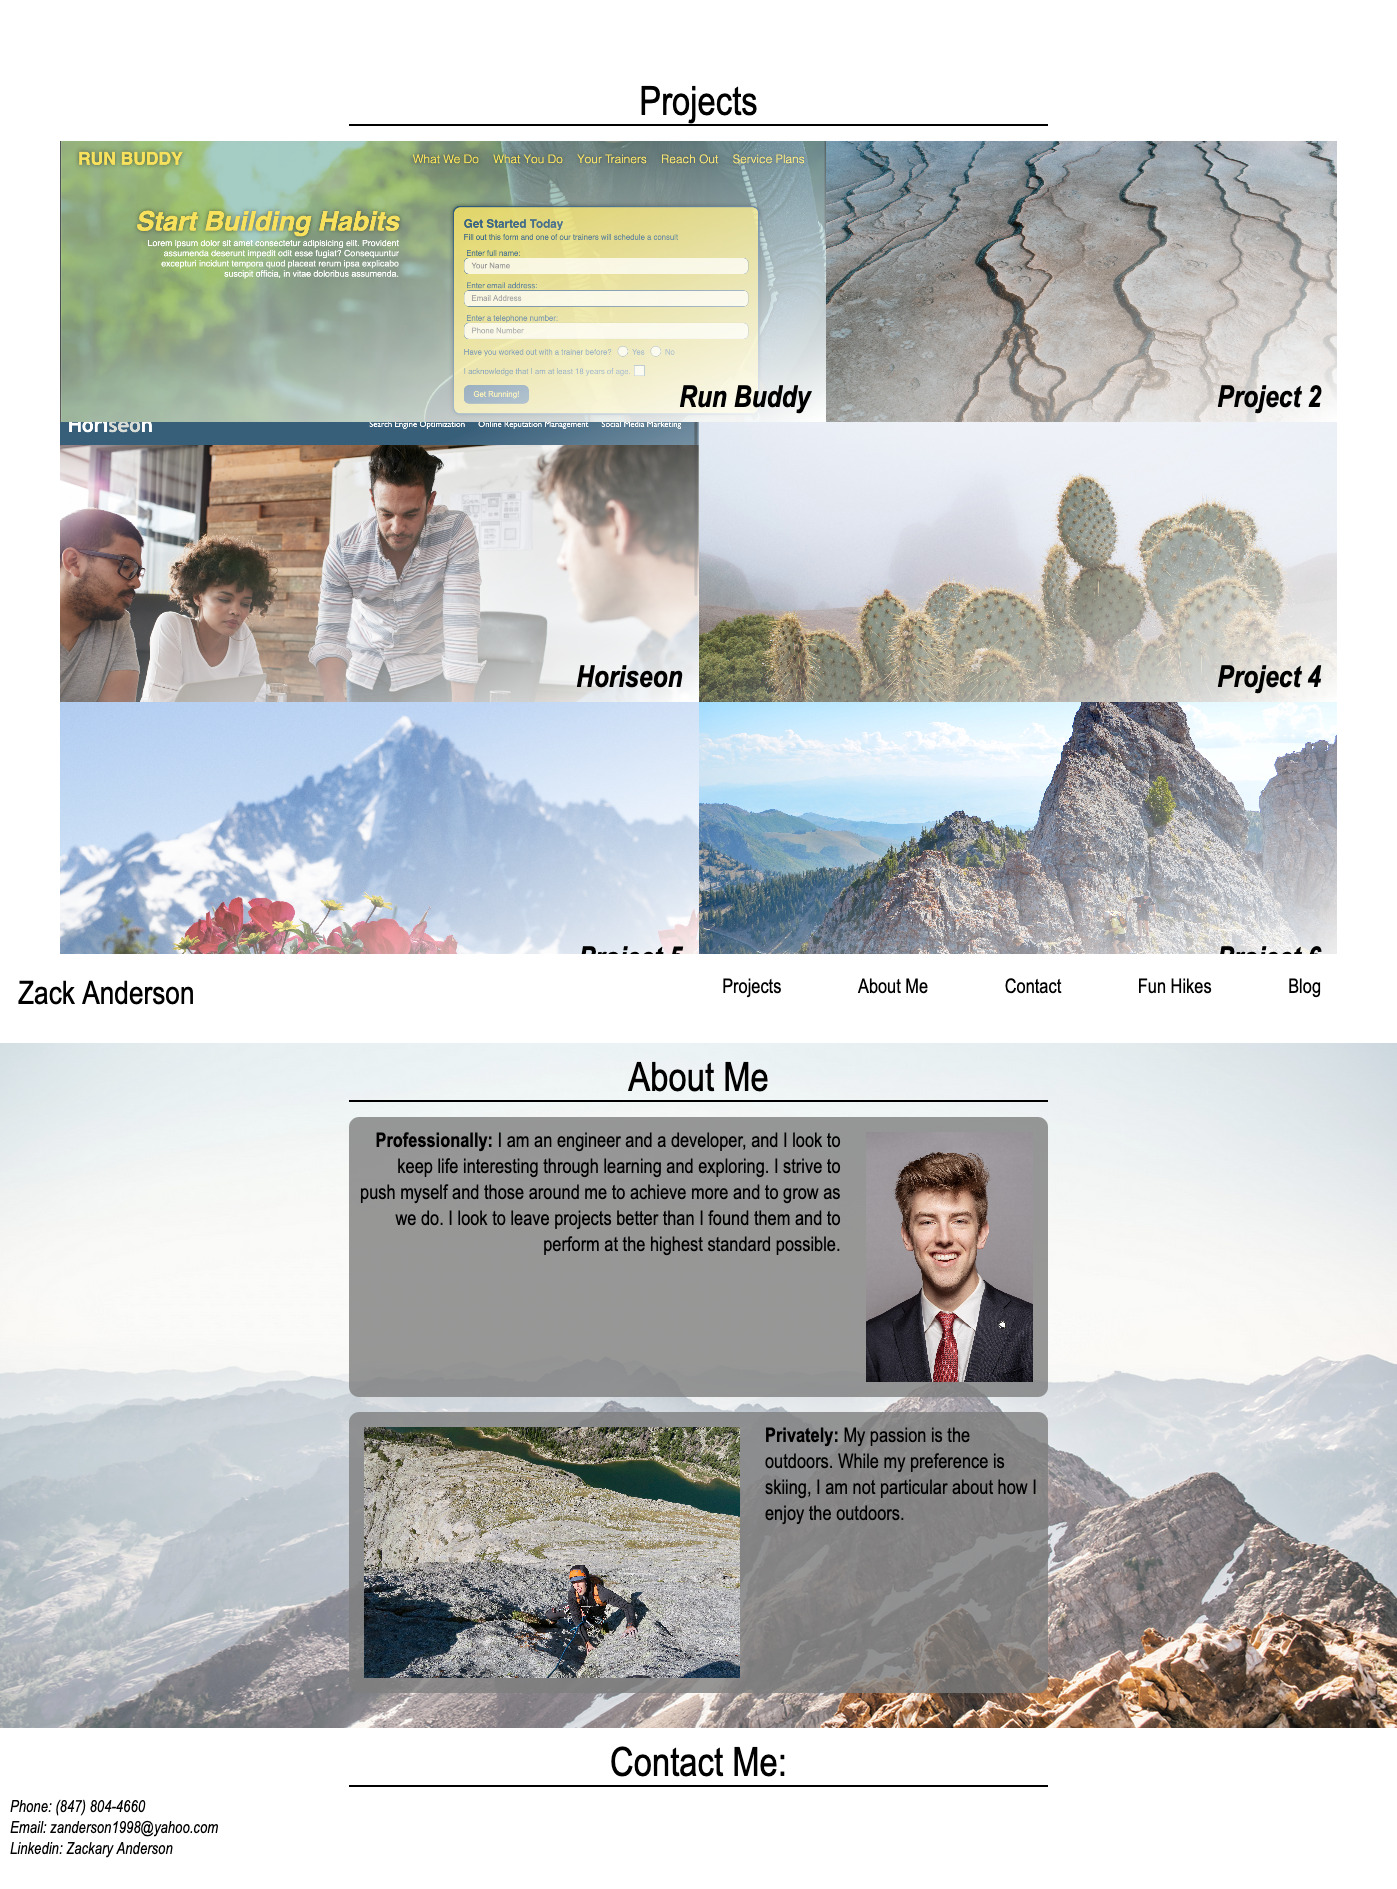 Projects
RUN BUDDY
What We Do What You Do Your Trainers Reach Out Service Plans
Start Building Habits
Lorem ipsum dolor sit amet consectetur adipisicing elit. Provident
assumenda deserunt impedit odit esse fugiat? Consequuntur
excepturi incidunt tempora quod placeat rerum ipsa explicabo
suscipit officia, in vitae doloribus assumenda.
Get Started Today
Fill out this form and one of our trainers will schedule a consult
Enter full name:
Your Name
Enter email address:
Email Address
Enter a telephone number:
Phone Number
Have you worked out with a trainer before? Yes No
I acknowledge that I am at least 18 years of age.
Get Running!
Run Buddy
Project 2
Horiseon
Search Engine Optimization Online Reputation Management Social Media Marketing
Horiseon
Project 4
Project 5
Project 6
Zack Anderson
Projects About Me Contact Fun Hikes Blog
About Me
Professionally: I am an engineer and a developer, and I look to
keep life interesting through learning and exploring. I strive to
push myself and those around me to achieve more and to grow as
we do. I look to leave projects better than I found them and to
perform at the highest standard possible.
Privately: My passion is the
outdoors. While my preference is
skiing, I am not particular about how I
enjoy the outdoors.
Contact Me:
Phone: (847) 804-4660
Email: zanderson1998@yahoo.com
Linkedin: Zackary Anderson